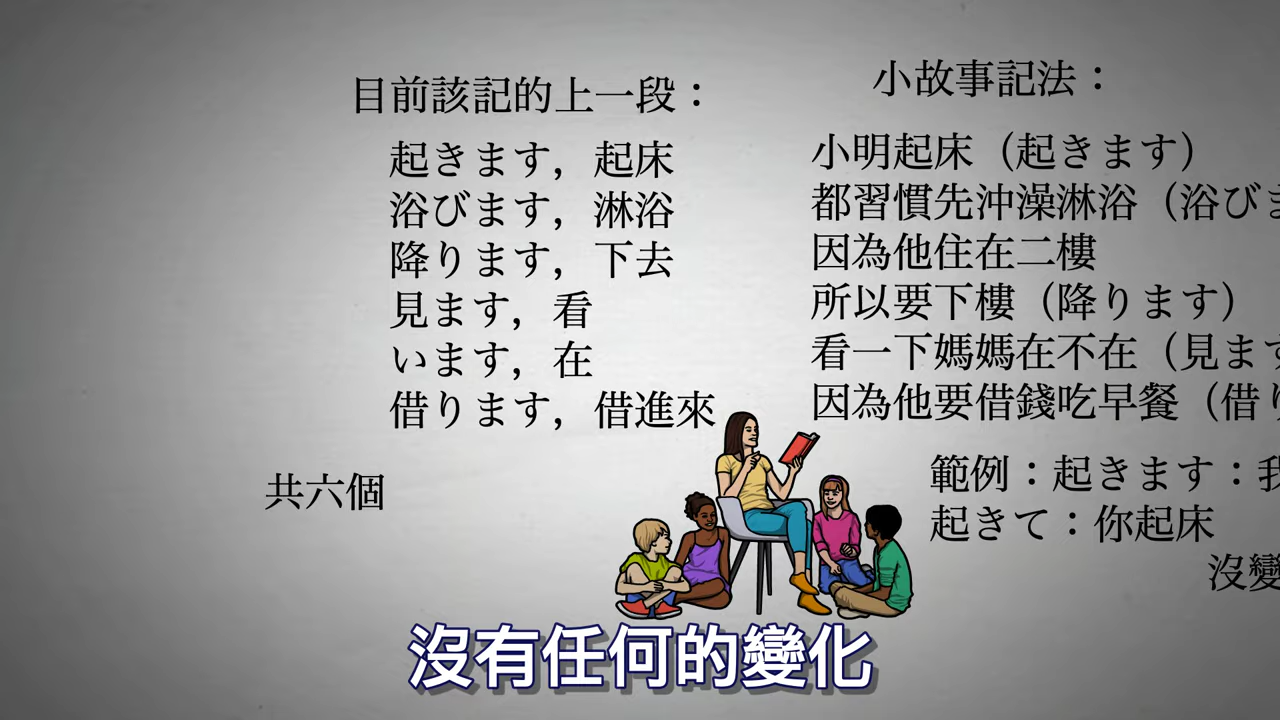 目前該記的上一段：
起きます，起床
浴びます，淋浴
降ります，下去
見ます，看
います，在
借ります，借進來
共六個
小故事記法：
小明起床（起きます）
都習慣先沖澡淋浴（浴びま
因為他住在二樓
所以要下樓（降ります）
看一下媽媽在不在（見ます
因為他要借錢吃早餐（借り
範例：起きます：我
起きて：你起床
沒變
沒有任何的變化